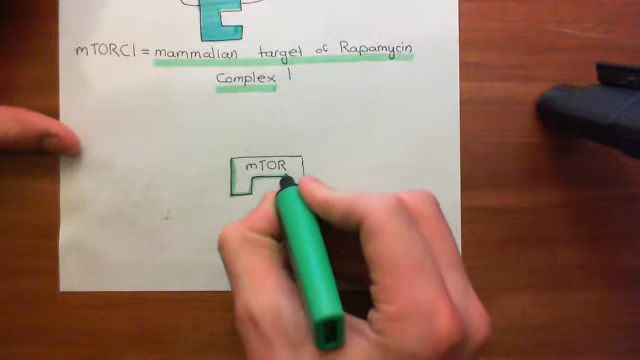 mTORC1 = mammalian target of Rapamycin
Complex 1
mTOR